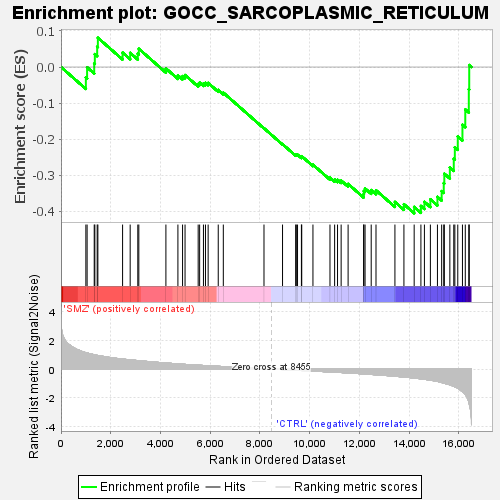 Enrichment plot: GOCC_SARCOPLASMIC_RETICULUM
Enrichment score (ES)
0.1
0.0
-0.1
-0.2
-0.3
-0.4
'SMZ' (positively correlated)
Ranked list metric (Signal2Noise)
4
2
0
-2
-4
Zero cross at 8455
'CTRL' (negatively correlated)
0 2,000 4,000 6,000 8,000 10,000 12,000 14,000 16,000
Rank in Ordered Dataset
Enrichment profile Hits Ranking metric scores